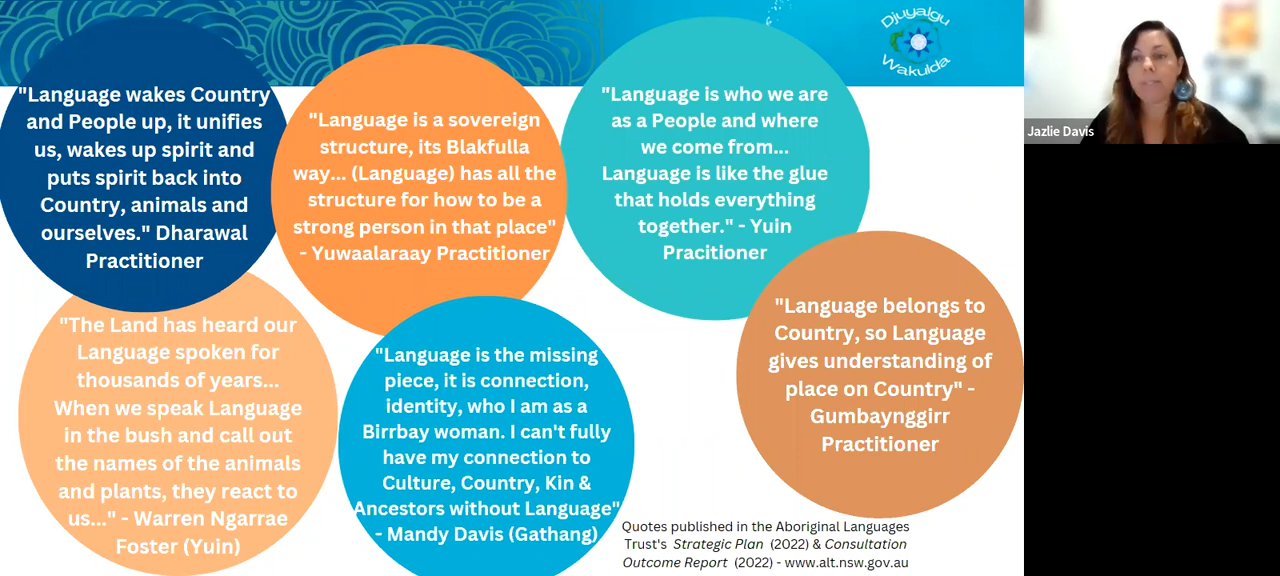 Djuyalgu
Wakulda
Jazlie Davis
"Language wakes Country
and People up, it unifies
us, wakes up spirit and
puts spirit back into
Country, animals and
ourselves." Dharawal
Practitioner
"Language is a sovereign
structure, its Blakfulla
way... (Language) has all the
structure for how to be a
strong person in that place"
- Yuwaalaraay Practitioner
"Language is who we are
as a People and where
we come from...
Language is like the glue
that holds everything
together." - Yuin
Pracitioner
"The Land has heard our
Language spoken for
thousands of years...
When we speak Language
in the bush and call out
the names of the animals
and plants, they react to
us..." - Warren Ngarrae
Foster (Yuin)
"Language is the missing
piece, it is connection,
identity, who I am as a
Birrbay woman. I can't fully
have my connection to
Culture, Country, Kin &
Ancestors without Language"
- Mandy Davis (Gathang)
"Language belongs to
Country, so Language
gives understanding of
place on Country" -
Gumbaynggirr
Practitioner
Quotes published in the Aboriginal Languages
Trust's Strategic Plan (2022) & Consultation
Outcome Report (2022) - www.alt.nsw.gov.au